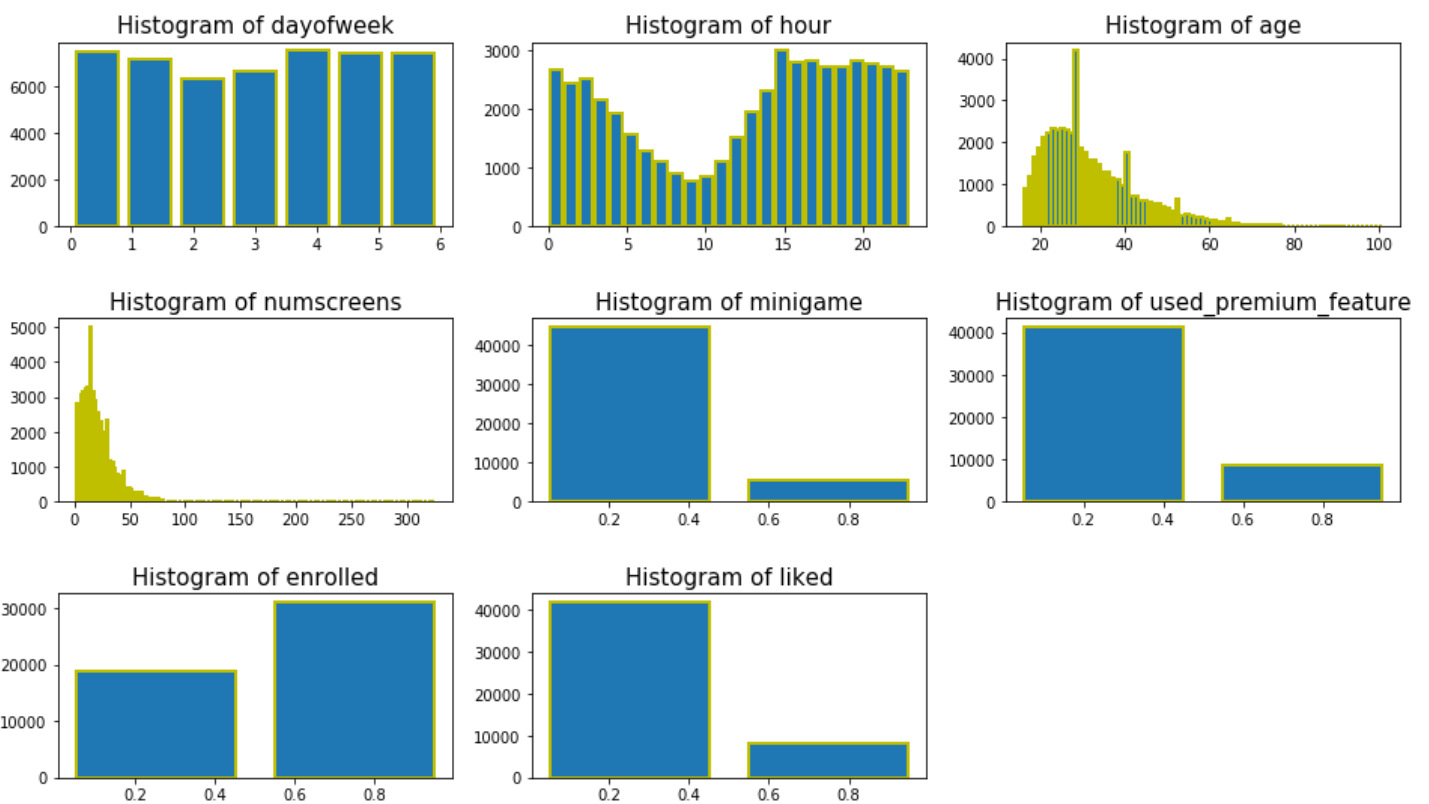 Histogram of dayofweek
6000
4000
2000
0
0 1 2 3 4 5 6
Histogram of hour
3000
2000
1000
0
0 5 10 15 20
Histogram of age
4000
3000
2000
1000
0
20 40 60 80 100
Histogram of numscreens
5000
4000
3000
2000
1000
0
0 50 100 150 200 250 300
Histogram of minigame
40000
30000
20000
10000
0
0.2 0.4 0.6 0.8
Histogram of used_premium_feature
40000
30000
20000
10000
0
0.2 0.4 0.6 0.8
Histogram of enrolled
30000
20000
10000
0
0.2 0.4 0.6 0.8
Histogram of liked
40000
30000
20000
10000
0
0.2 0.4 0.6 0.8